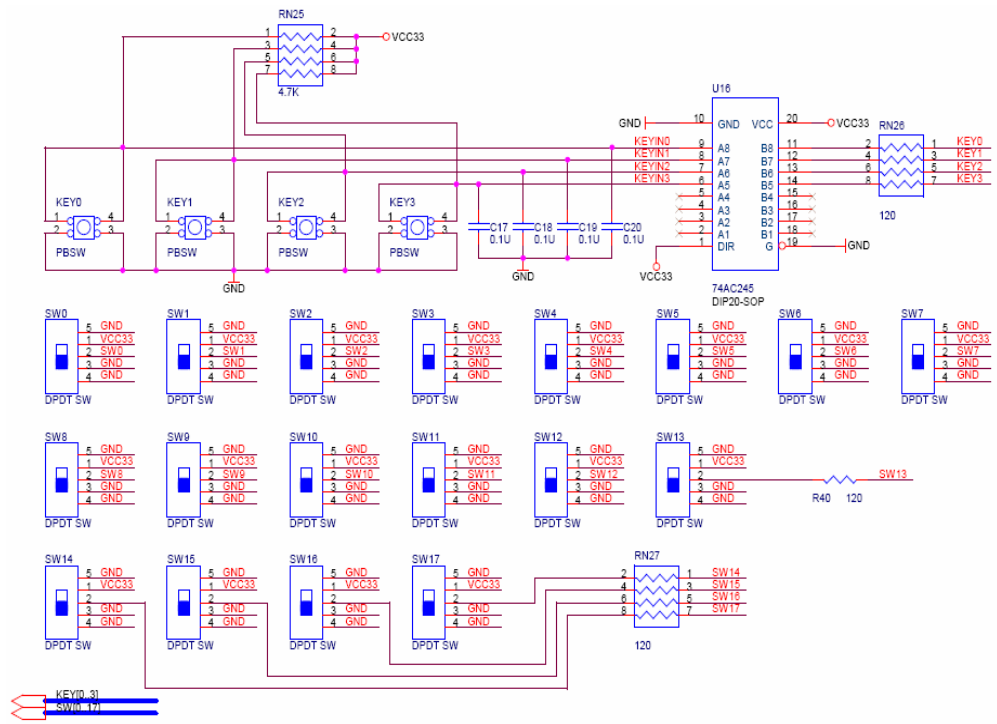 RN25
1 2
3 4
5 6
7 8
VCC33
4.7K
U16
GND 10 GND VCC 20 VCC33
RN26
KEYIN0 9 A8 B8 11 2 1 KEY0
KEYIN1 8 A7 B7 12 4 3 KEY1
KEYIN2 7 A6 B6 13 6 5 KEY2
KEYIN3 6 A5 B5 14 8 7 KEY3
5 A4 B4 15
4 A3 B3 16
3 A2 B2 17
2 A1 B1 18
1 DIR G 19 GND
120
KEY0 KEY1 KEY2 KEY3
1 4 1 4 1 4 1 4
2 3 2 3 2 3 2 3
PBSW PBSW PBSW PBSW
C17 C18 C19 C20
0.1U 0.1U 0.1U 0.1U
GND GND VCC33
74AC245
DIP20-SOP
SW0 SW1 SW2 SW3 SW4 SW5 SW6 SW7
5 GND 5 GND 5 GND 5 GND 5 GND 5 GND 5 GND 5 GND
1 VCC33 1 VCC33 1 VCC33 1 VCC33 1 VCC33 1 VCC33 1 VCC33 1 VCC33
2 SW0 2 SW1 2 SW2 2 SW3 2 SW4 2 SW5 2 SW6 2 SW7
3 GND 3 GND 3 GND 3 GND 3 GND 3 GND 3 GND 3 GND
4 GND 4 GND 4 GND 4 GND 4 GND 4 GND 4 GND 4 GND
DPDT SW DPDT SW DPDT SW DPDT SW DPDT SW DPDT SW DPDT SW DPDT SW
SW8 SW9 SW10 SW11 SW12 SW13
5 GND 5 GND 5 GND 5 GND 5 GND 5 GND
1 VCC33 1 VCC33 1 VCC33 1 VCC33 1 VCC33 1 VCC33
2 SW8 2 SW9 2 SW10 2 SW11 2 SW12 2 SW13
3 GND 3 GND 3 GND 3 GND 3 GND 3 GND
4 GND 4 GND 4 GND 4 GND 4 GND 4 GND
R40 120
DPDT SW DPDT SW DPDT SW DPDT SW DPDT SW DPDT SW
SW14 SW15 SW16 SW17 RN27
5 GND 5 GND 5 GND 5 GND 2 1 SW14
1 VCC33 1 VCC33 1 VCC33 1 VCC33 4 3 SW15
2 2 2 2 6 5 SW16
3 GND 3 GND 3 GND 3 GND 8 7 SW17
4 GND 4 GND 4 GND 4 GND
DPDT SW DPDT SW DPDT SW DPDT SW 120
KEY[0..3]
SW[0..17]